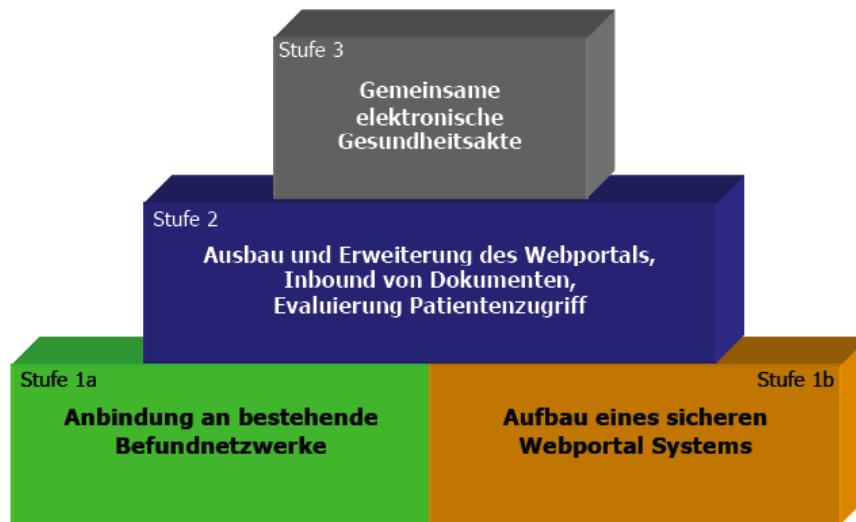 Stufe 3
Gemeinsame
elektronische
Gesundheitsakte
Stufe 2
Ausbau und Erweiterung des Webportals,
Inbound von Dokumenten,
Evaluierung Patientenzugriff
Stufe 1a
Anbindung an bestehende
Befundnetzwerke
Stufe 1b
Aufbau eines sicheren
Webportal Systems